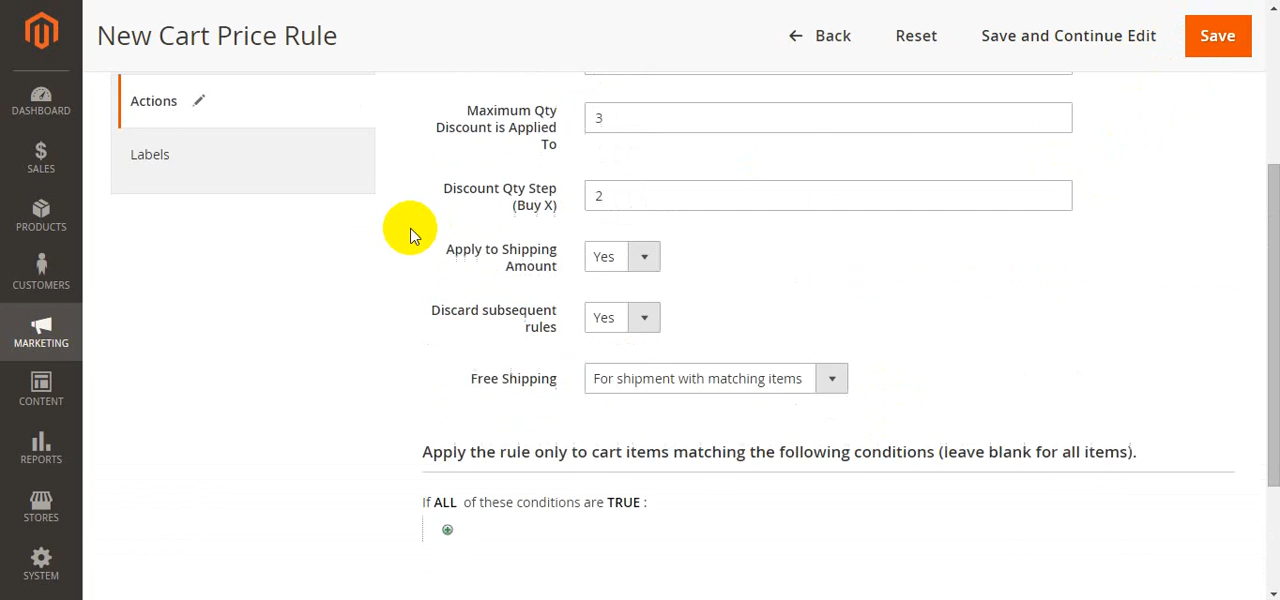 New Cart Price Rule
← Back
Reset
Save and Continue Edit
Save
DASHBOARD
SALES
PRODUCTS
CUSTOMERS
MARKETING
CONTENT
REPORTS
STORES
SYSTEM
Actions
Labels
Maximum Qty
Discount is Applied
To
3
Discount Qty Step
(Buy X)
2
Apply to Shipping
Amount
Yes
Discard subsequent
rules
Yes
Free Shipping
For shipment with matching items
Apply the rule only to cart items matching the following conditions (leave blank for all items).
If ALL of these conditions are TRUE :